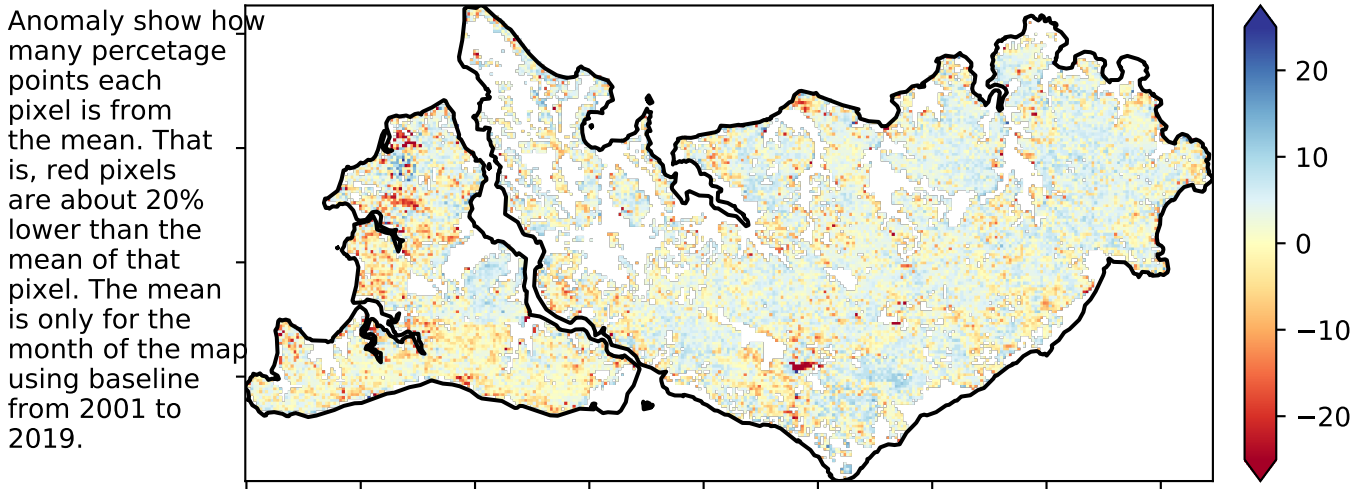 Anomaly show how
many percetage
points each
pixel is from
the mean. That
is, red pixels
are about 20%
lower than the
mean of that
pixel. The mean
is only for the
month of the map
using baseline
from 2001 to
2019.
20
10
0
−10
−20